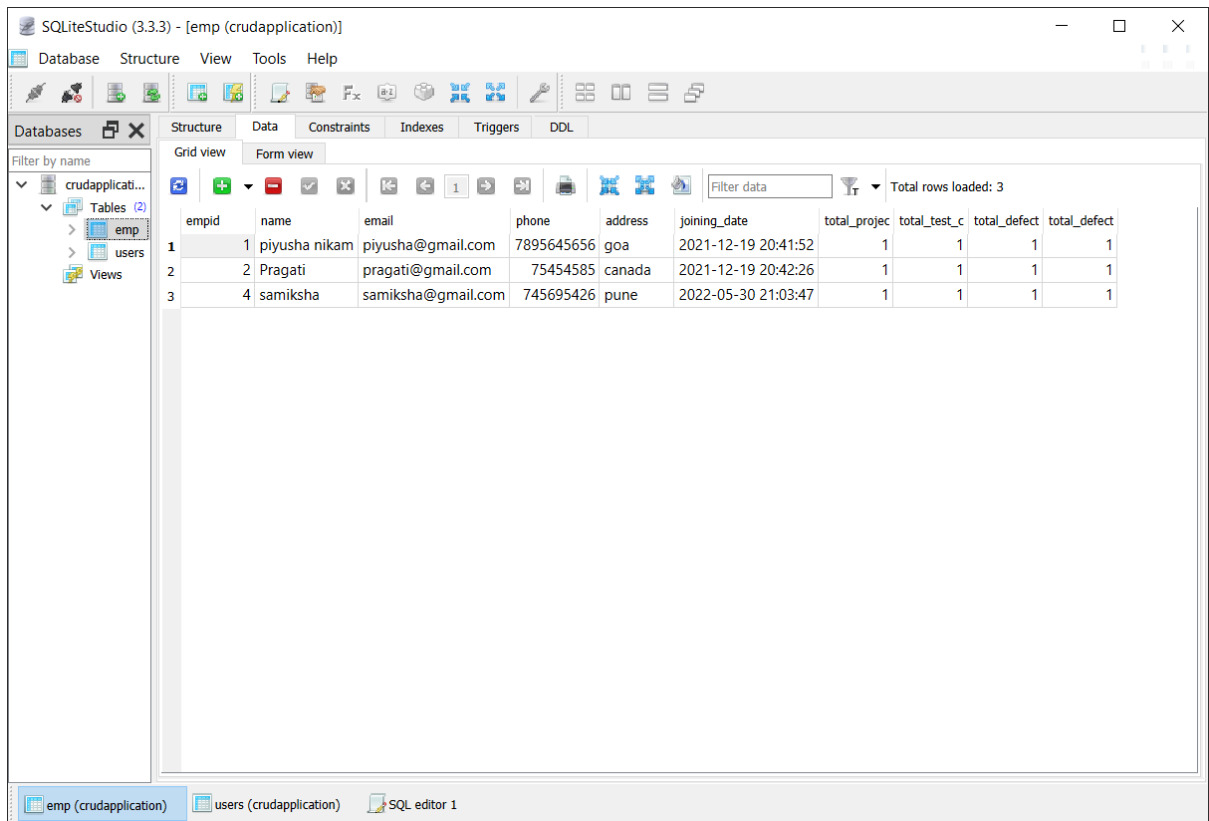 SQLiteStudio (3.3.3) - [emp (crudapplication)]
Database Structure View Tools Help
Databases
Structure Data Constraints Indexes Triggers DDL
Filter by name
Grid view Form view
crudapplicati...
Tables (2)
emp
users
Views
1 Filter data Total rows loaded: 3
empid name email phone address joining_date total_projec total_test_c total_defect total_defect
1 1 piyusha nikam piyusha@gmail.com 7895645656 goa 2021-12-19 20:41:52 1 1 1 1
2 2 Pragati pragati@gmail.com 75454585 canada 2021-12-19 20:42:26 1 1 1 1
3 4 samiksha samiksha@gmail.com 745695426 pune 2022-05-30 21:03:47 1 1 1 1
emp (crudapplication) users (crudapplication) SQL editor 1